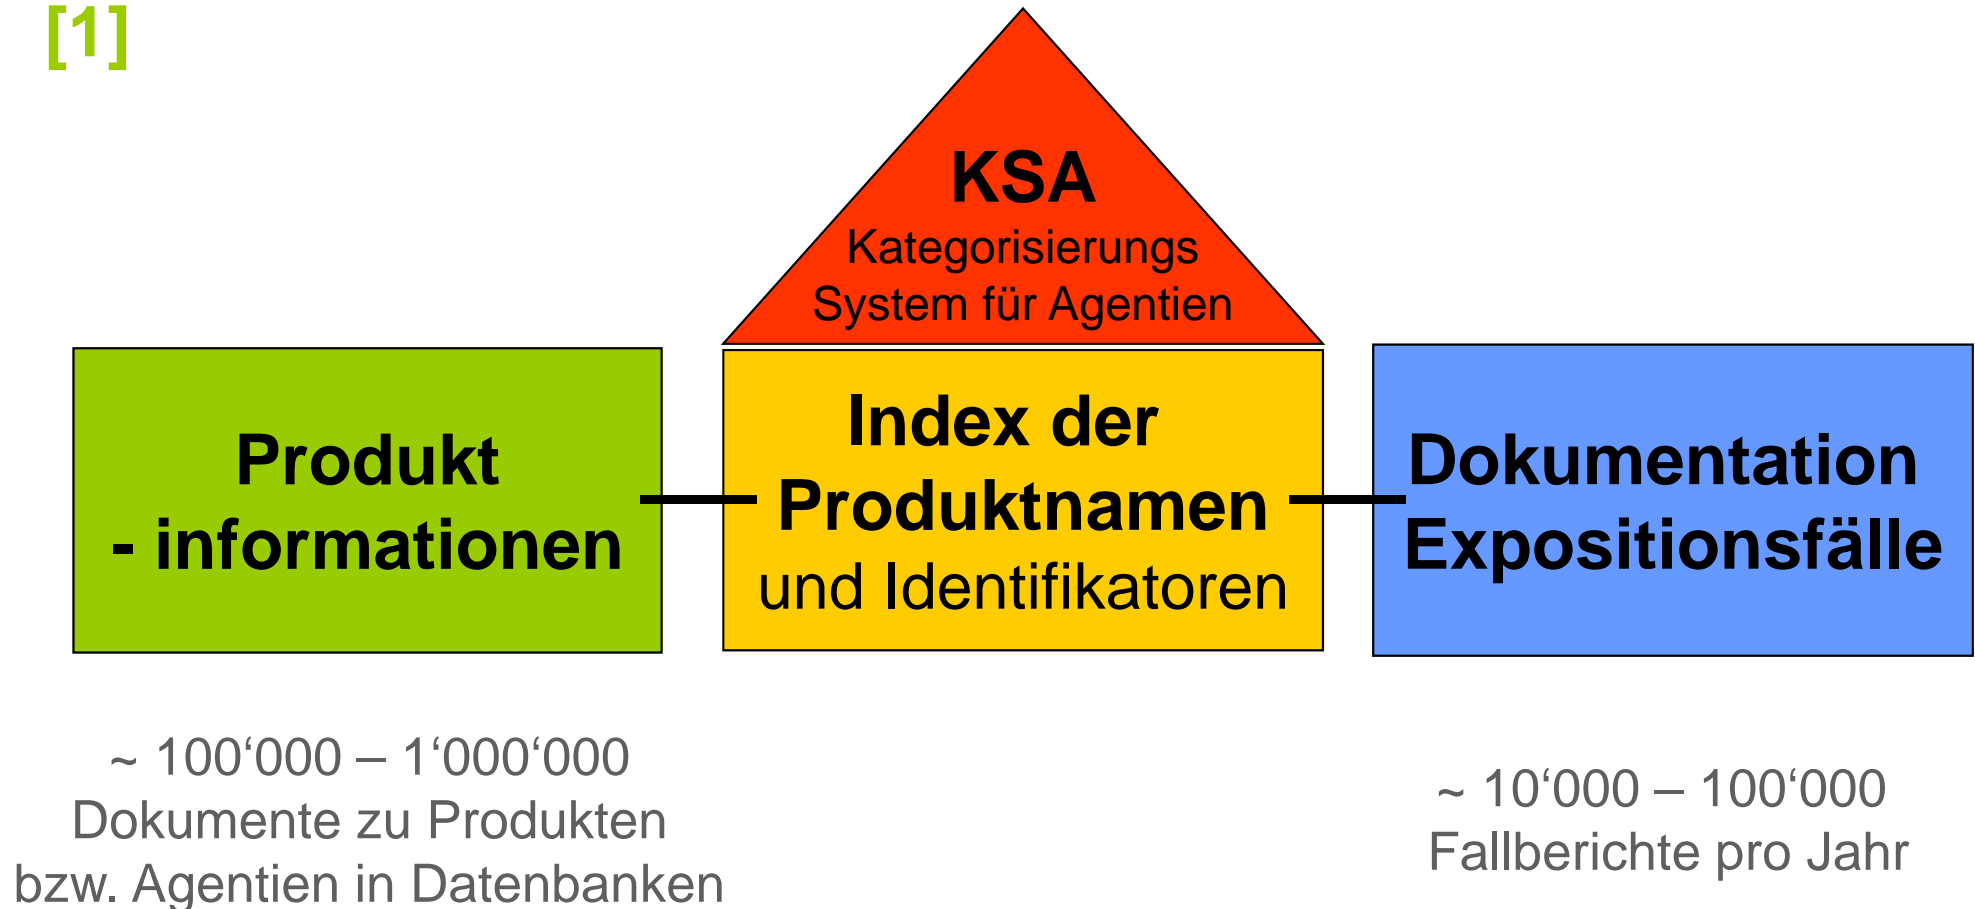 [1]
KSA
Kategorisierungs
System für Agentien
Produkt
- informationen
Index der
Produktnamen
und Identifikatoren
Dokumentation
Expositionsfälle
~ 100‘000 – 1‘000‘000
Dokumente zu Produkten
bzw. Agentien in Datenbanken
~ 10‘000 – 100‘000
Fallberichte pro Jahr